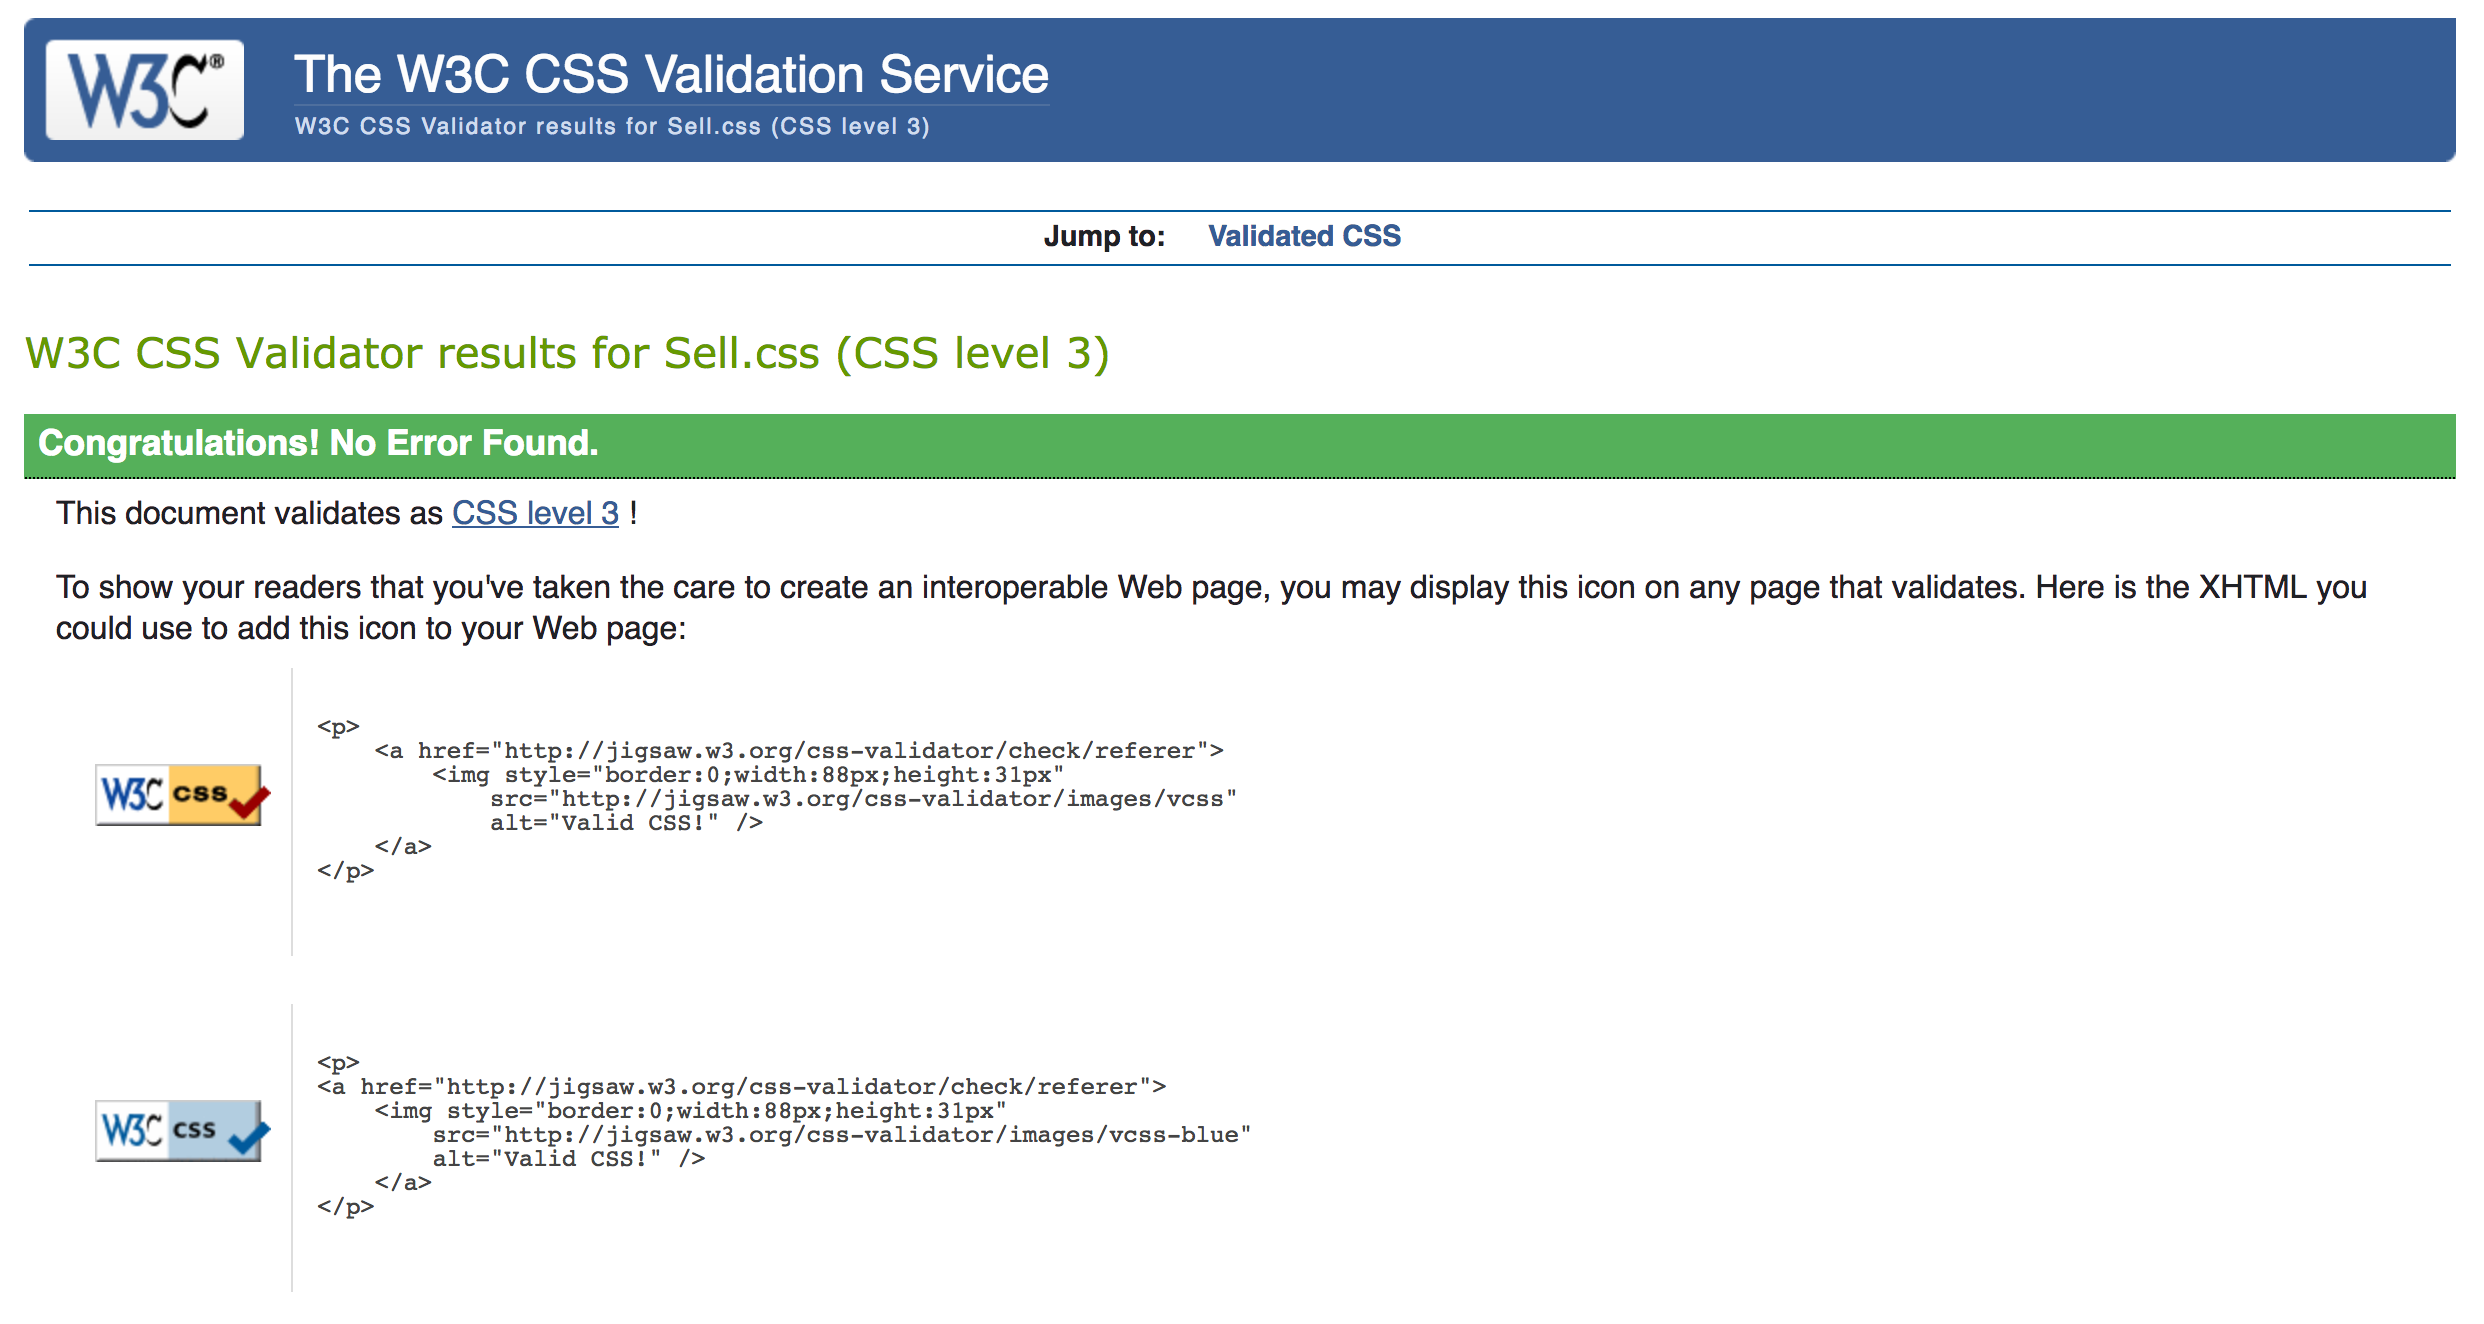 W3C®
The W3C CSS Validation Service
W3C CSS Validator results for Sell.css (CSS level 3)
Jump to: Validated CSS
W3C CSS Validator results for Sell.css (CSS level 3)
Congratulations! No Error Found.
This document validates as CSS level 3 !
To show your readers that you've taken the care to create an interoperable Web page, you may display this icon on any page that validates. Here is the XHTML you
could use to add this icon to your Web page:
W3C css
<p>
    <a href="http://jigsaw.w3.org/css-validator/check/referer">
        <img style="border:0;width:88px;height:31px"
            src="http://jigsaw.w3.org/css-validator/images/vcss"
            alt="Valid CSS!" />
    </a>
</p>
W3C css
<p>
<a href="http://jigsaw.w3.org/css-validator/check/referer">
    <img style="border:0;width:88px;height:31px"
        src="http://jigsaw.w3.org/css-validator/images/vcss-blue"
        alt="Valid CSS!" />
    </a>
</p>